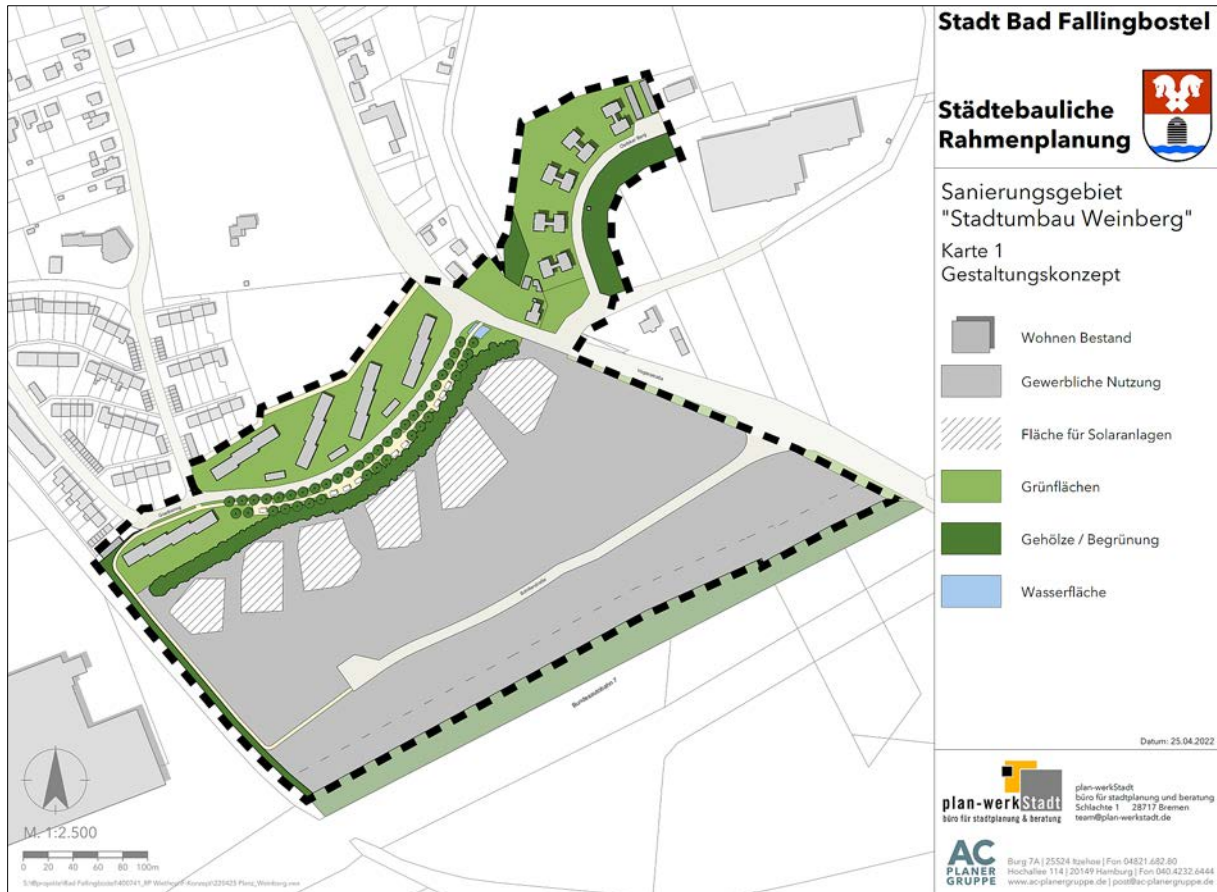 Stadt Bad Fallingbostel
Städtebauliche
Rahmenplanung
Sanierungsgebiet
"Stadtumbau Weinberg"
Karte 1
Gestaltungskonzept
Wohnen Bestand
Gewerbliche Nutzung
Fläche für Solaranlagen
Grünflächen
Gehölze / Begrünung
Wasserfläche
Datum: 25.04.2022
plan-werkStadt
büro für stadtplanung & beratung
plan-werkStadt
büro für stadtplanung und beratung
Schlachte 1 28717 Bremen
team@plan-werkstadt.de
AC
PLANER
GRUPPE
Burg 7A | 25524 Itzehoe | Fon 04821.682.80
Hochallee 114 | 20149 Hamburg | Fon 040.4232.6444
www.ac-planergruppe.de | post@ac-planergruppe.de
Vogteistraße
Bundesautobahn 7
M. 1:2.500
0 20 40 60 80 100m